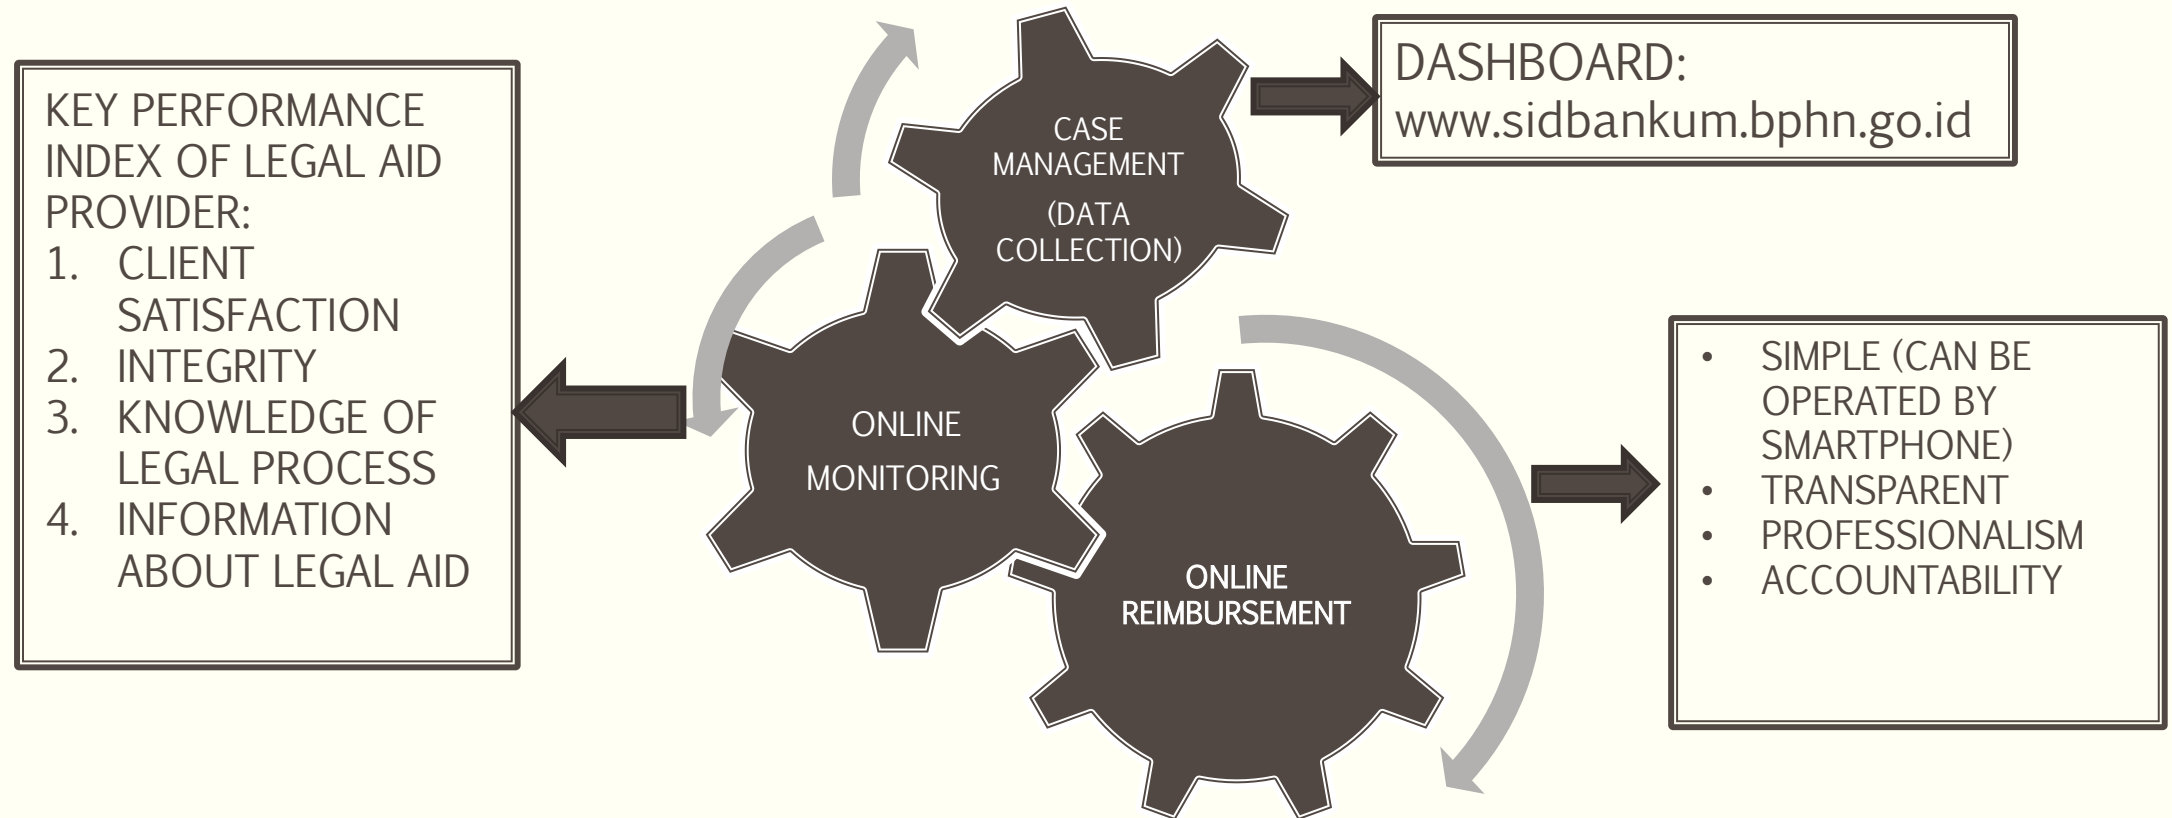 KEY PERFORMANCE
INDEX OF LEGAL AID
PROVIDER:
1. CLIENT
SATISFACTION
2. INTEGRITY
3. KNOWLEDGE OF
LEGAL PROCESS
4. INFORMATION
ABOUT LEGAL AID
CASE
MANAGEMENT
(DATA
COLLECTION)
DASHBOARD:
www.sidbankum.bphn.go.id
ONLINE
MONITORING
ONLINE
REIMBURSEMENT
• SIMPLE (CAN BE
OPERATED BY
SMARTPHONE)
• TRANSPARENT
• PROFESSIONALISM
• ACCOUNTABILITY